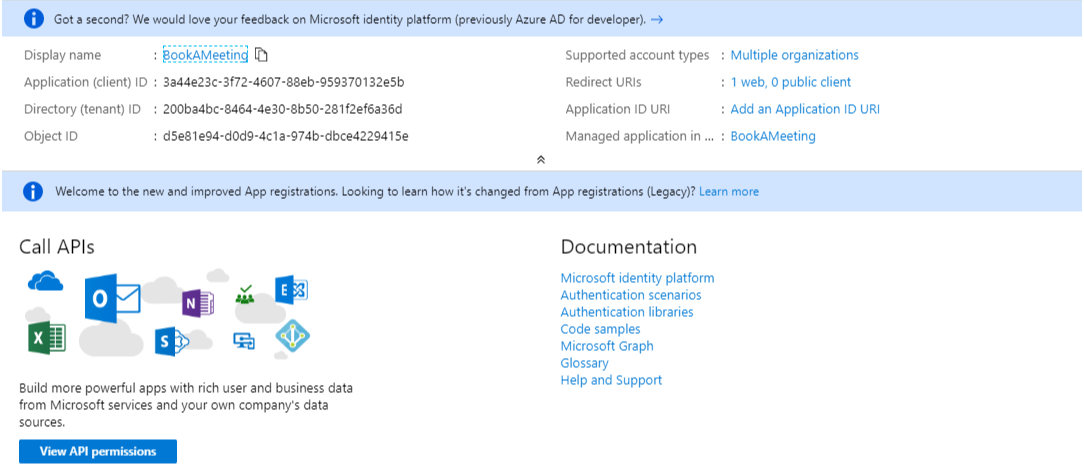 Got a second? We would love your feedback on Microsoft identity platform (previously Azure AD for developer). →
Display name : BookAMeeting
Application (client) ID : 3a44e23c-3f72-4607-88eb-959370132e5b
Directory (tenant) ID : 200ba4bc-8464-4e30-8b50-281f2ef6a36d
Object ID : d5e81e94-d0d9-4c1a-974b-dbce4229415e
Supported account types : Multiple organizations
Redirect URIs : 1 web, 0 public client
Application ID URI : Add an Application ID URI
Managed application in ... : BookAMeeting
Welcome to the new and improved App registrations. Looking to learn how it's changed from App registrations (Legacy)? Learn more
Call APIs
O
N
E
X
S
Build more powerful apps with rich user and business data
from Microsoft services and your own company's data
sources.
View API permissions
Documentation
Microsoft identity platform
Authentication scenarios
Authentication libraries
Code samples
Microsoft Graph
Glossary
Help and Support